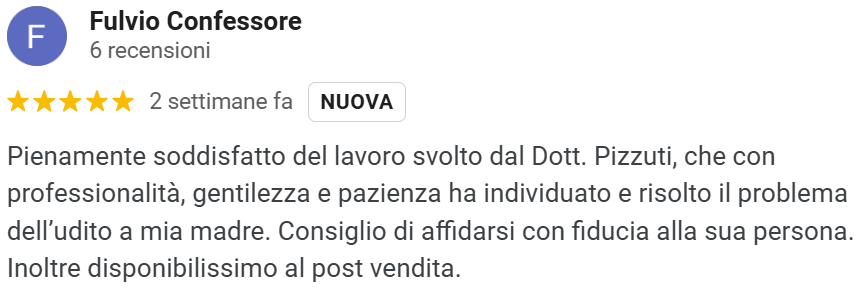 F
Fulvio Confessore
6 recensioni
2 settimane fa NUOVA
Pienamente soddisfatto del lavoro svolto dal Dott. Pizzuti, che con
professionalità, gentilezza e pazienza ha individuato e risolto il problema
dell’udito a mia madre. Consiglio di affidarsi con fiducia alla sua persona.
Inoltre disponibilissimo al post vendita.